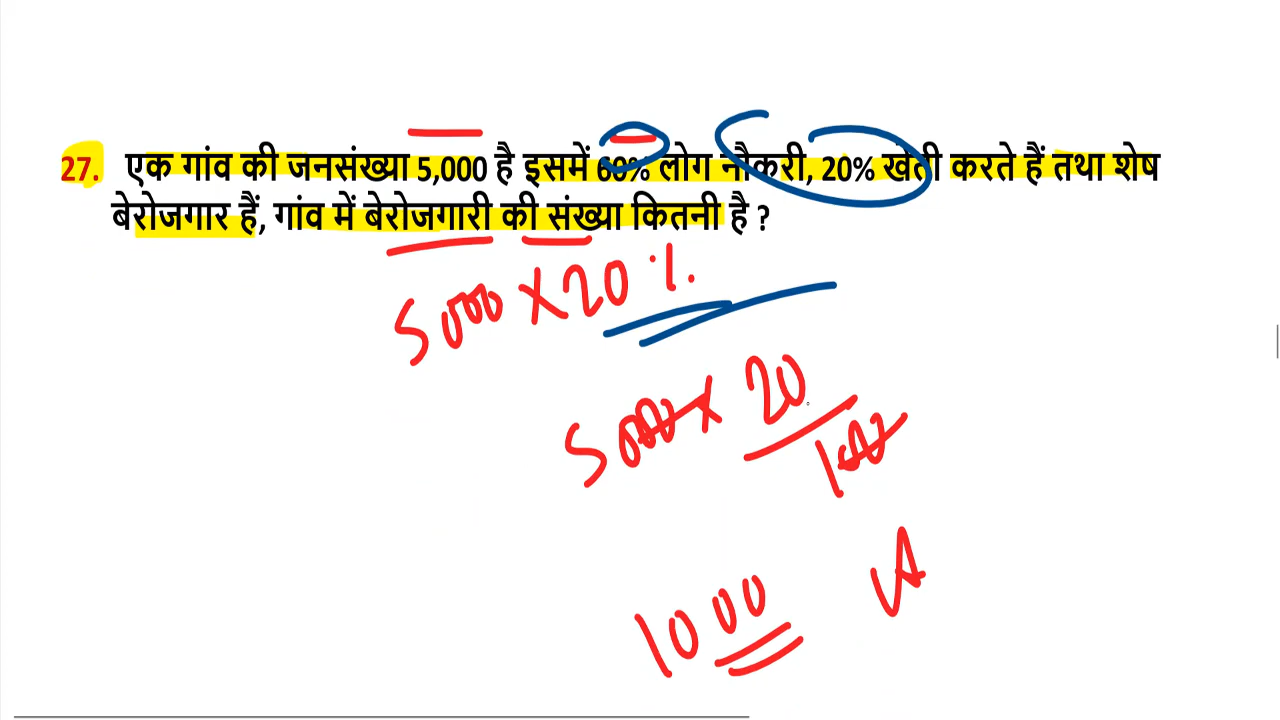 27. एक गांव की जनसंख्या 5,000 है इसमें 60% लोग नौकरी, 20% खेती करते हैं तथा शेष
बेरोजगार हैं, गांव में बेरोजगारी की संख्या कितनी है ?
5000 × 20 %
5000 × 20
100
1000